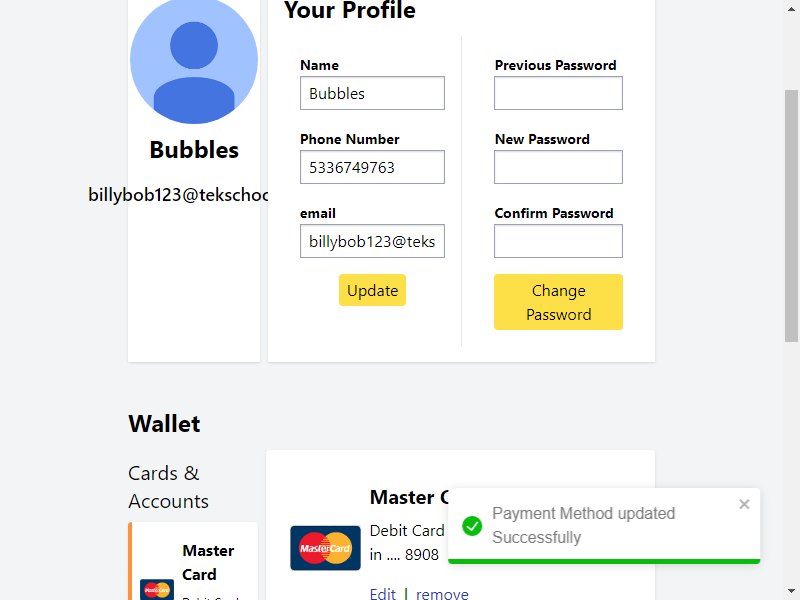 Your Profile
Bubbles
billybob123@tekschoo
Name
Bubbles
Phone Number
5336749763
email
billybob123@teks
Update
Previous Password
New Password
Confirm Password
Change
Password
Wallet
Cards &
Accounts
Master
Card
Debit Card
MasterCard
Master C
Debit Card
in .... 8908
Edit | remove
MasterCard
Payment Method updated
Successfully